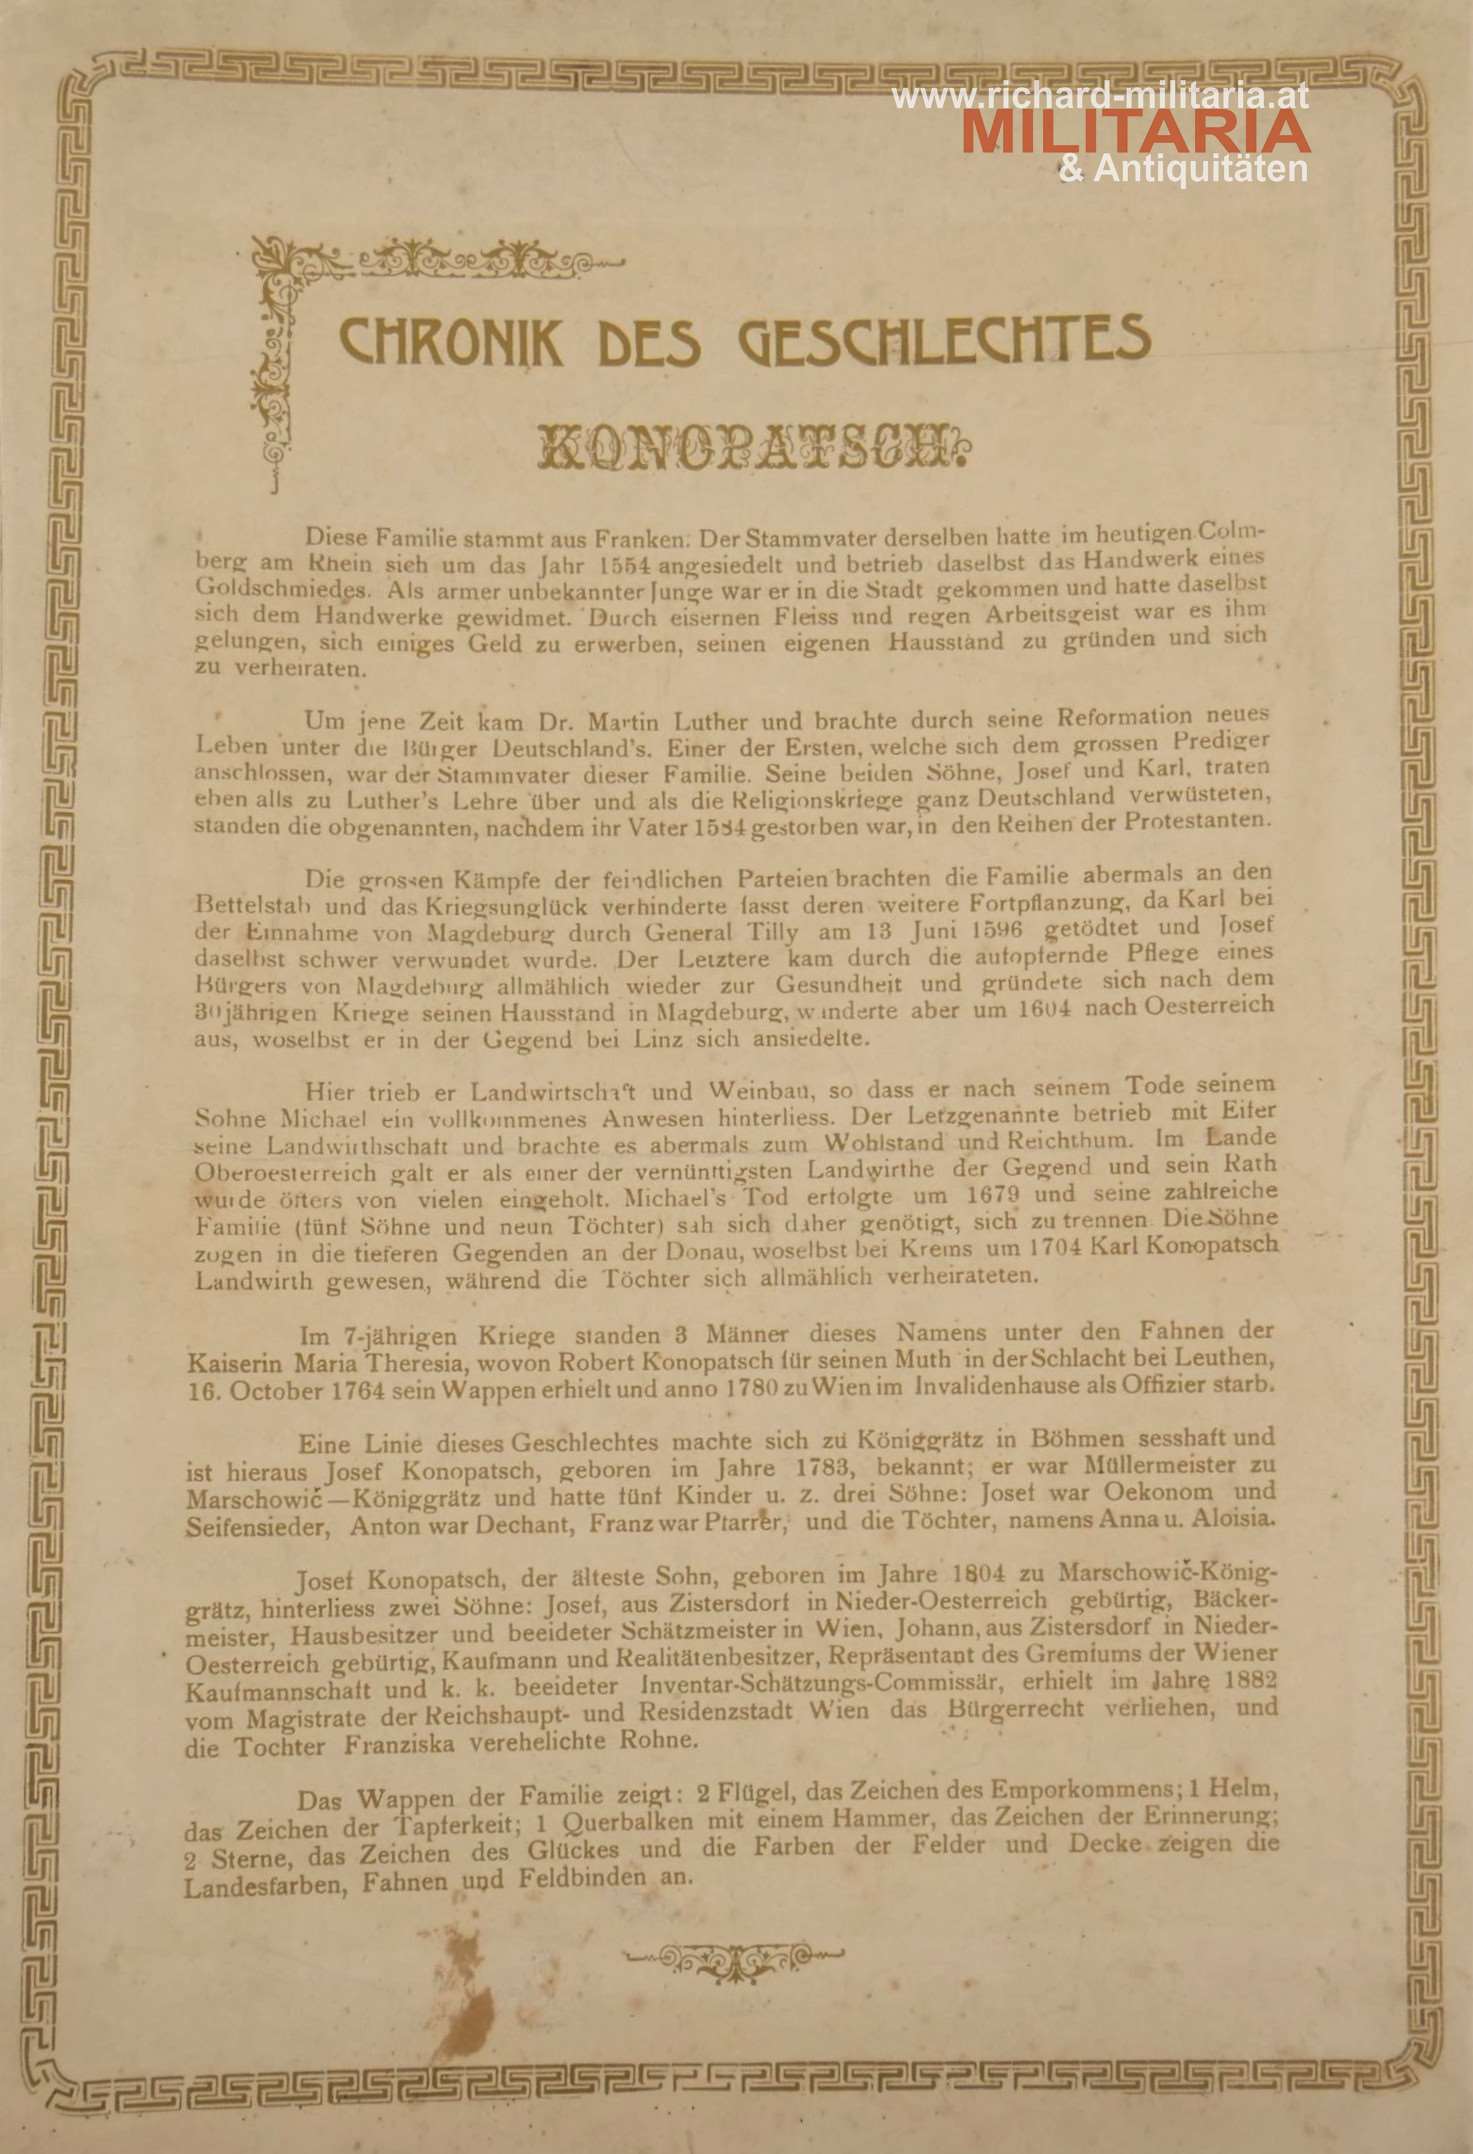 www.richard-militaria.at
MILITARIA
& Antiquitäten
CHRONIK DES GESCHLECHTES
KONOPATSCH.
Diese Familie stammt aus Franken. Der Stammvater derselben hatte im heutigen Colm-
berg am Rhein sich um das Jahr 1554 angesiedelt und betrieb daselbst das Handwerk eines
Goldschmiedes. Als armer unbekannter Junge war er in die Stadt gekommen und hatte daselbst
sich dem Handwerke gewidmet. Durch eisernen Fleiss und regen Arbeitsgeist war es ihm
gelungen, sich einiges Geld zu erwerben, seinen eigenen Hausstand zu gründen und sich
zu verheiraten.
Um jene Zeit kam Dr. Martin Luther und brachte durch seine Reformation neues
Leben unter die Bürger Deutschland's. Einer der Ersten, welche sich dem grossen Prediger
anschlossen, war der Stammvater dieser Familie. Seine beiden Söhne, Josef und Karl, traten
eben alls zu Luther's Lehre über und als die Religionskriege ganz Deutschland verwüsteten,
standen die obgenannten, nachdem ihr Vater 1584 gestorben war, in den Reihen der Protestanten.
Die grossen Kämpfe der feindlichen Parteien brachten die Familie abermals an den
Bettelstab und das Kriegsunglück verhinderte fasst deren weitere Fortpflanzung, da Karl bei
der Einnahme von Magdeburg durch General Tilly am 13 Juni 1596 getödtet und Josef
daselbst schwer verwundet wurde. Der Letztere kam durch die aufopfernde Pflege eines
Bürgers von Magdeburg allmählich wieder zur Gesundheit und gründete sich nach dem
30jährigen Kriege seinen Hausstand in Magdeburg, wanderte aber um 1604 nach Oesterreich
aus, woselbst er in der Gegend bei Linz sich ansiedelte.
Hier trieb er Landwirtschaft und Weinbau, so dass er nach seinem Tode seinem
Sohne Michael ein vollkommenes Anwesen hinterliess. Der Letzgenannte betrieb mit Eifer
seine Landwirthschaft und brachte es abermals zum Wohlstand und Reichthum. Im Lande
Oberoesterreich galt er als einer der vernünftigsten Landwirthe der Gegend und sein Rath
wurde öfters von vielen eingeholt. Michael's Tod erfolgte um 1679 und seine zahlreiche
Familie (fünf Söhne und neun Töchter) sah sich daher genötigt, sich zu trennen. Die Söhne
zogen in die tieferen Gegenden an der Donau, woselbst bei Krems um 1704 Karl Konopatsch
Landwirth gewesen, während die Töchter sich allmählich verheirateten.
Im 7-jährigen Kriege standen 3 Männer dieses Namens unter den Fahnen der
Kaiserin Maria Theresia, wovon Robert Konopatsch für seinen Muth in der Schlacht bei Leuthen,
16. October 1764 sein Wappen erhielt und anno 1780 zu Wien im Invalidenhause als Offizier starb.
Eine Linie dieses Geschlechtes machte sich zu Königgrätz in Böhmen sesshaft und
ist hieraus Josef Konopatsch, geboren im Jahre 1783, bekannt; er war Müllermeister zu
Marschowič—Königgrätz und hatte fünf Kinder u. z. drei Söhne: Josef war Oekonom und
Seifensieder, Anton war Dechant, Franz war Pfarrer, und die Töchter, namens Anna u. Aloisia.
Josef Konopatsch, der älteste Sohn, geboren im Jahre 1804 zu Marschowič-König-
grätz, hinterliess zwei Söhne: Josef, aus Zistersdorf in Nieder-Oesterreich gebürtig, Bäcker-
meister, Hausbesitzer und beeideter Schätzmeister in Wien, Johann, aus Zistersdorf in Nieder-
Oesterreich gebürtig, Kaufmann und Realitätenbesitzer, Repräsentant des Gremiums der Wiener
Kaufmannschaft und k. k. beeideter Inventar-Schätzungs-Commissär, erhielt im Jahre 1882
vom Magistrate der Reichshaupt- und Residenzstadt Wien das Bürgerrecht verliehen, und
die Tochter Franziska verehelichte Rohne.
Das Wappen der Familie zeigt: 2 Flügel, das Zeichen des Emporkommens; 1 Helm,
das Zeichen der Tapferkeit; 1 Querbalken mit einem Hammer, das Zeichen der Erinnerung;
2 Sterne, das Zeichen des Glückes und die Farben der Felder und Decke zeigen die
Landesfarben, Fahnen und Feldbinden an.